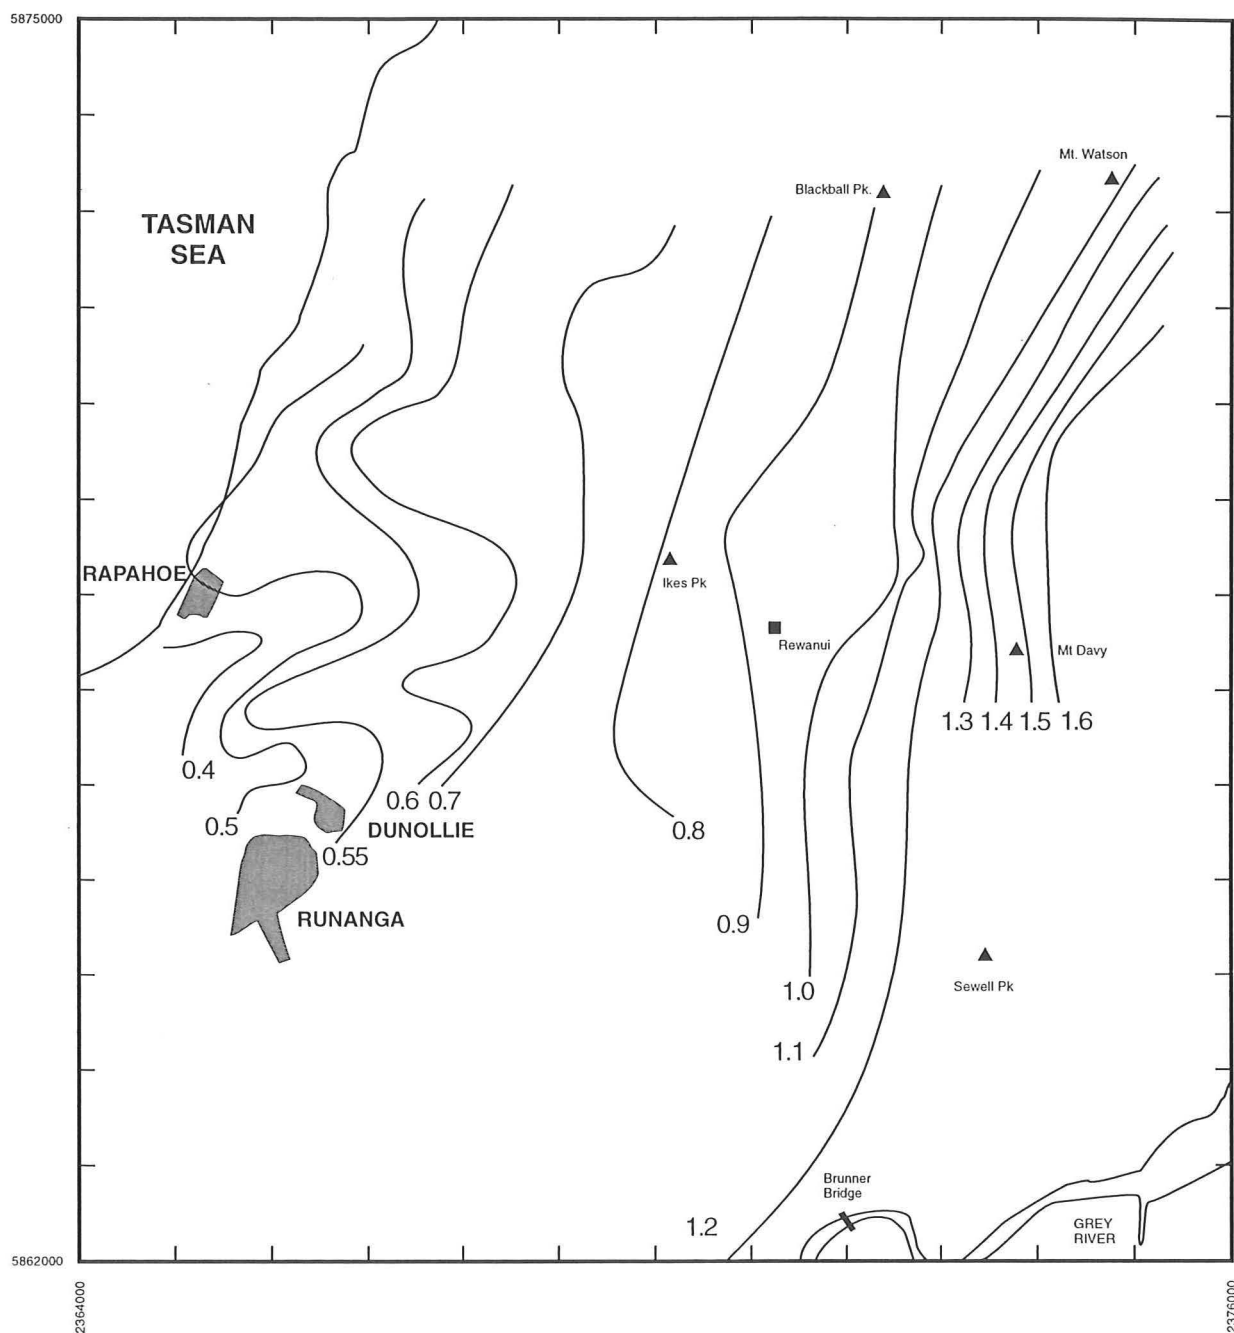 5875000
Mt. Watson
Blackball Pk.
TASMAN
SEA
RAPAHOE
Ikes Pk
Rewanui
Mt Davy
1.3
1.4
1.5
1.6
0.4
0.6
0.7
0.5
0.8
DUNOLLIE
0.55
RUNANGA
0.9
1.0
Sewell Pk
1.1
Brunner
Bridge
1.2
GREY
RIVER
5862000
2364000
2376000